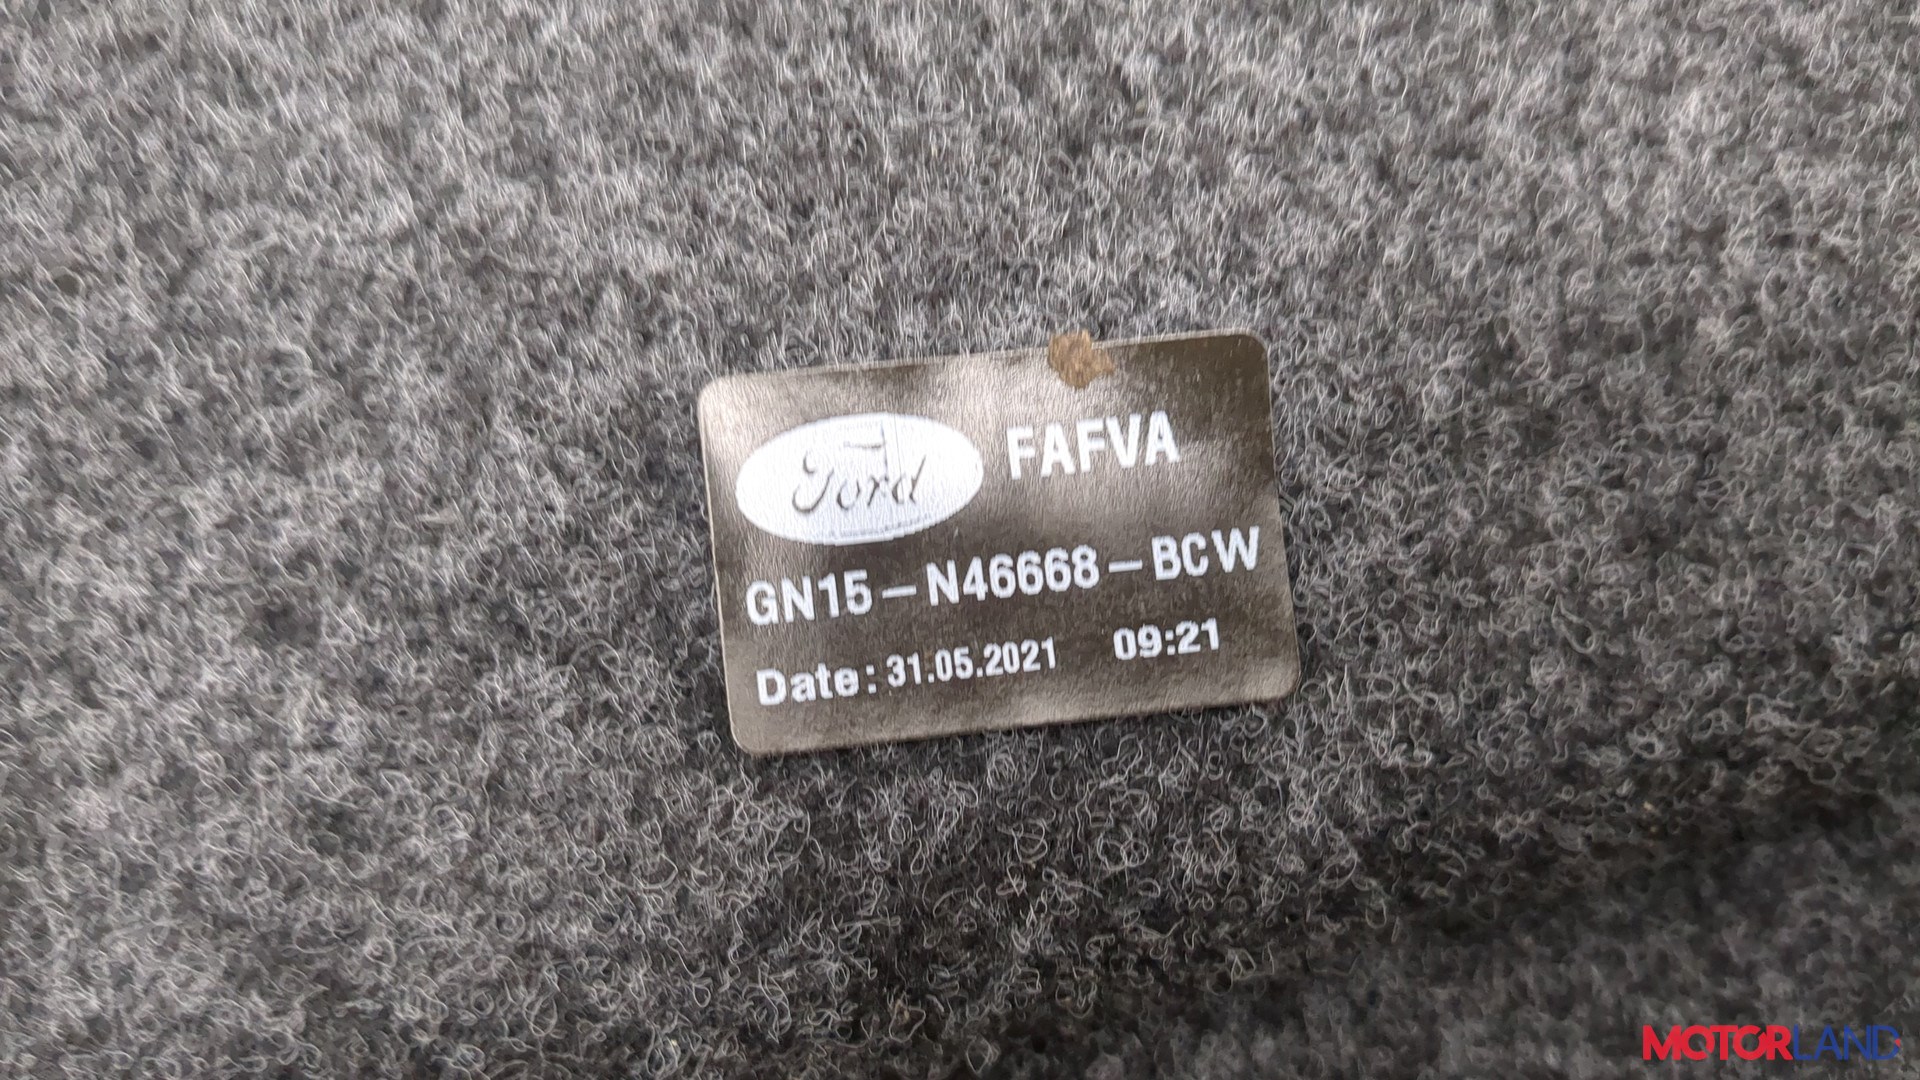 Ford FAFVA
GN15-N46668-BCW
Date: 31.05.2021 09:21
MOTORLAND